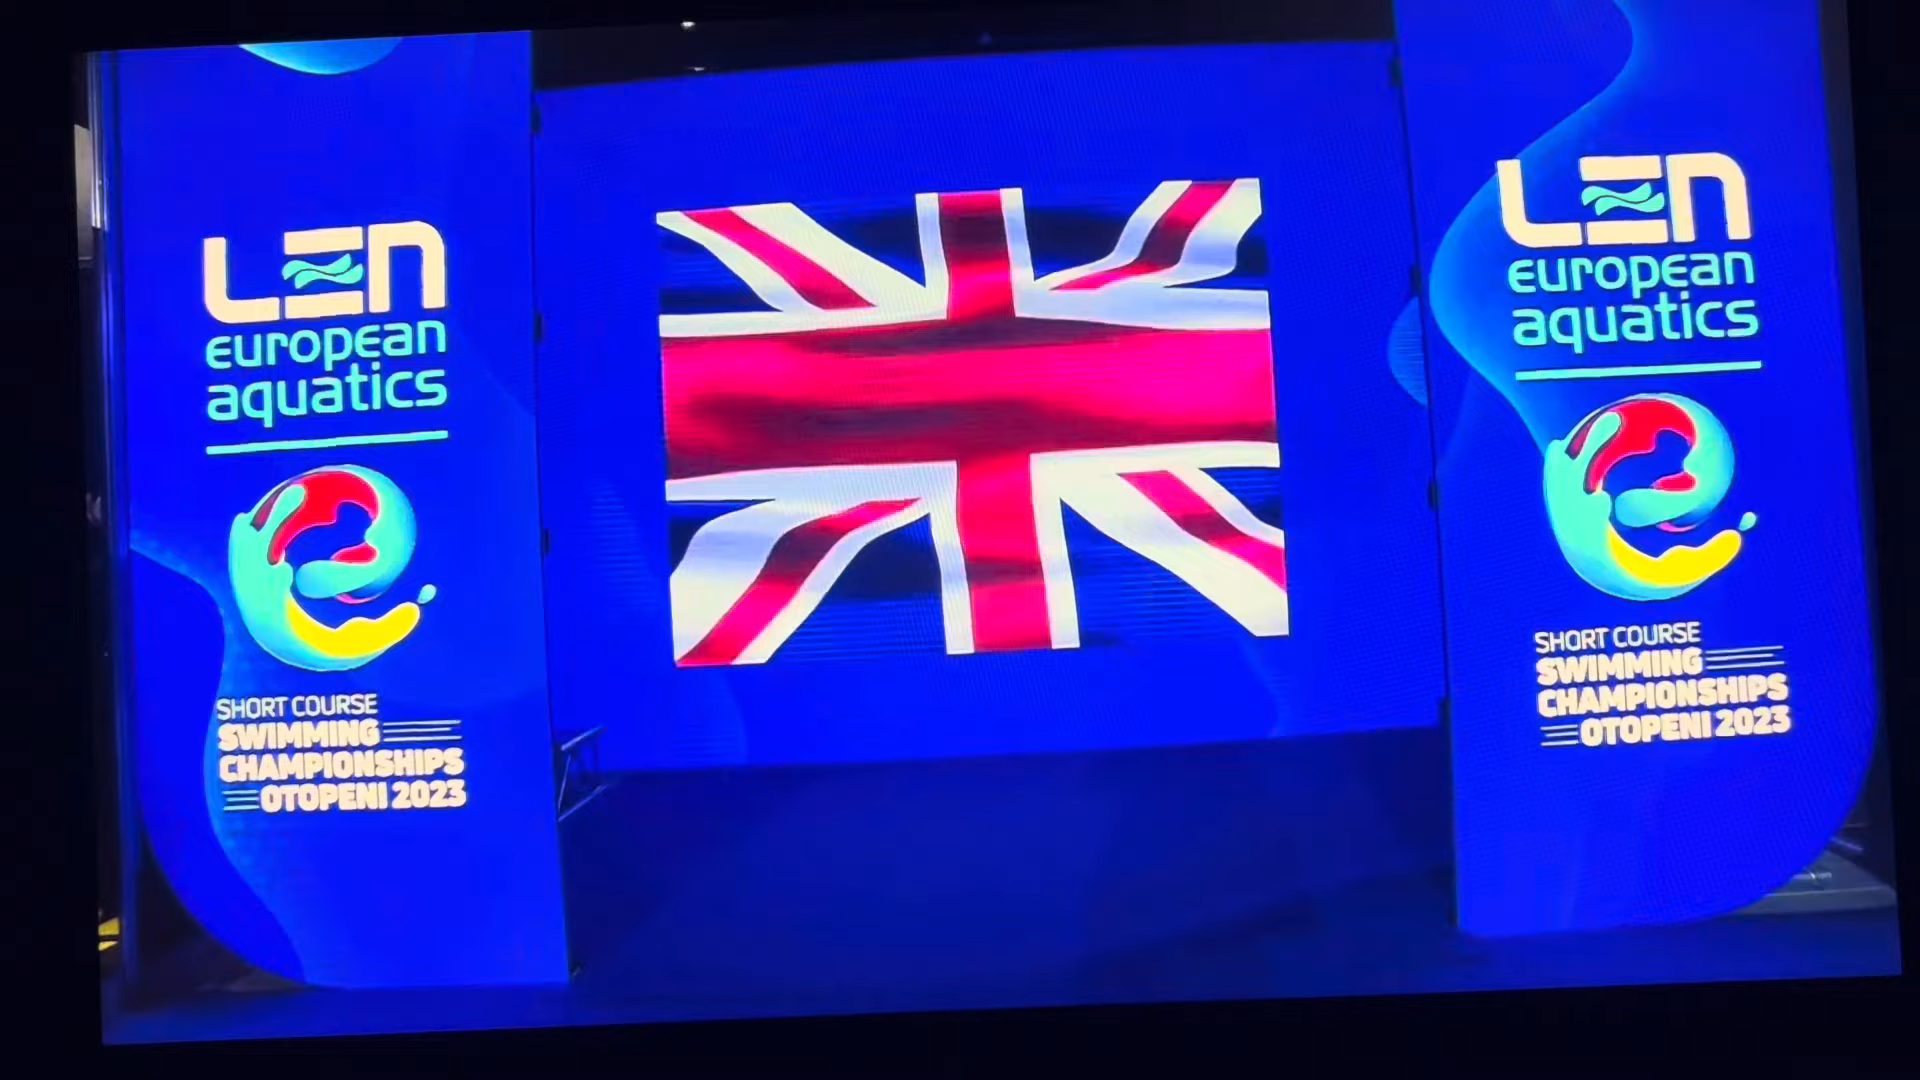 LEN
european
aquatics
SHORT COURSE
SWIMMING
CHAMPIONSHIPS
OTOPENI 2023
LEN
european
aquatics
SHORT COURSE
SWIMMING
CHAMPIONSHIPS
OTOPENI 2023